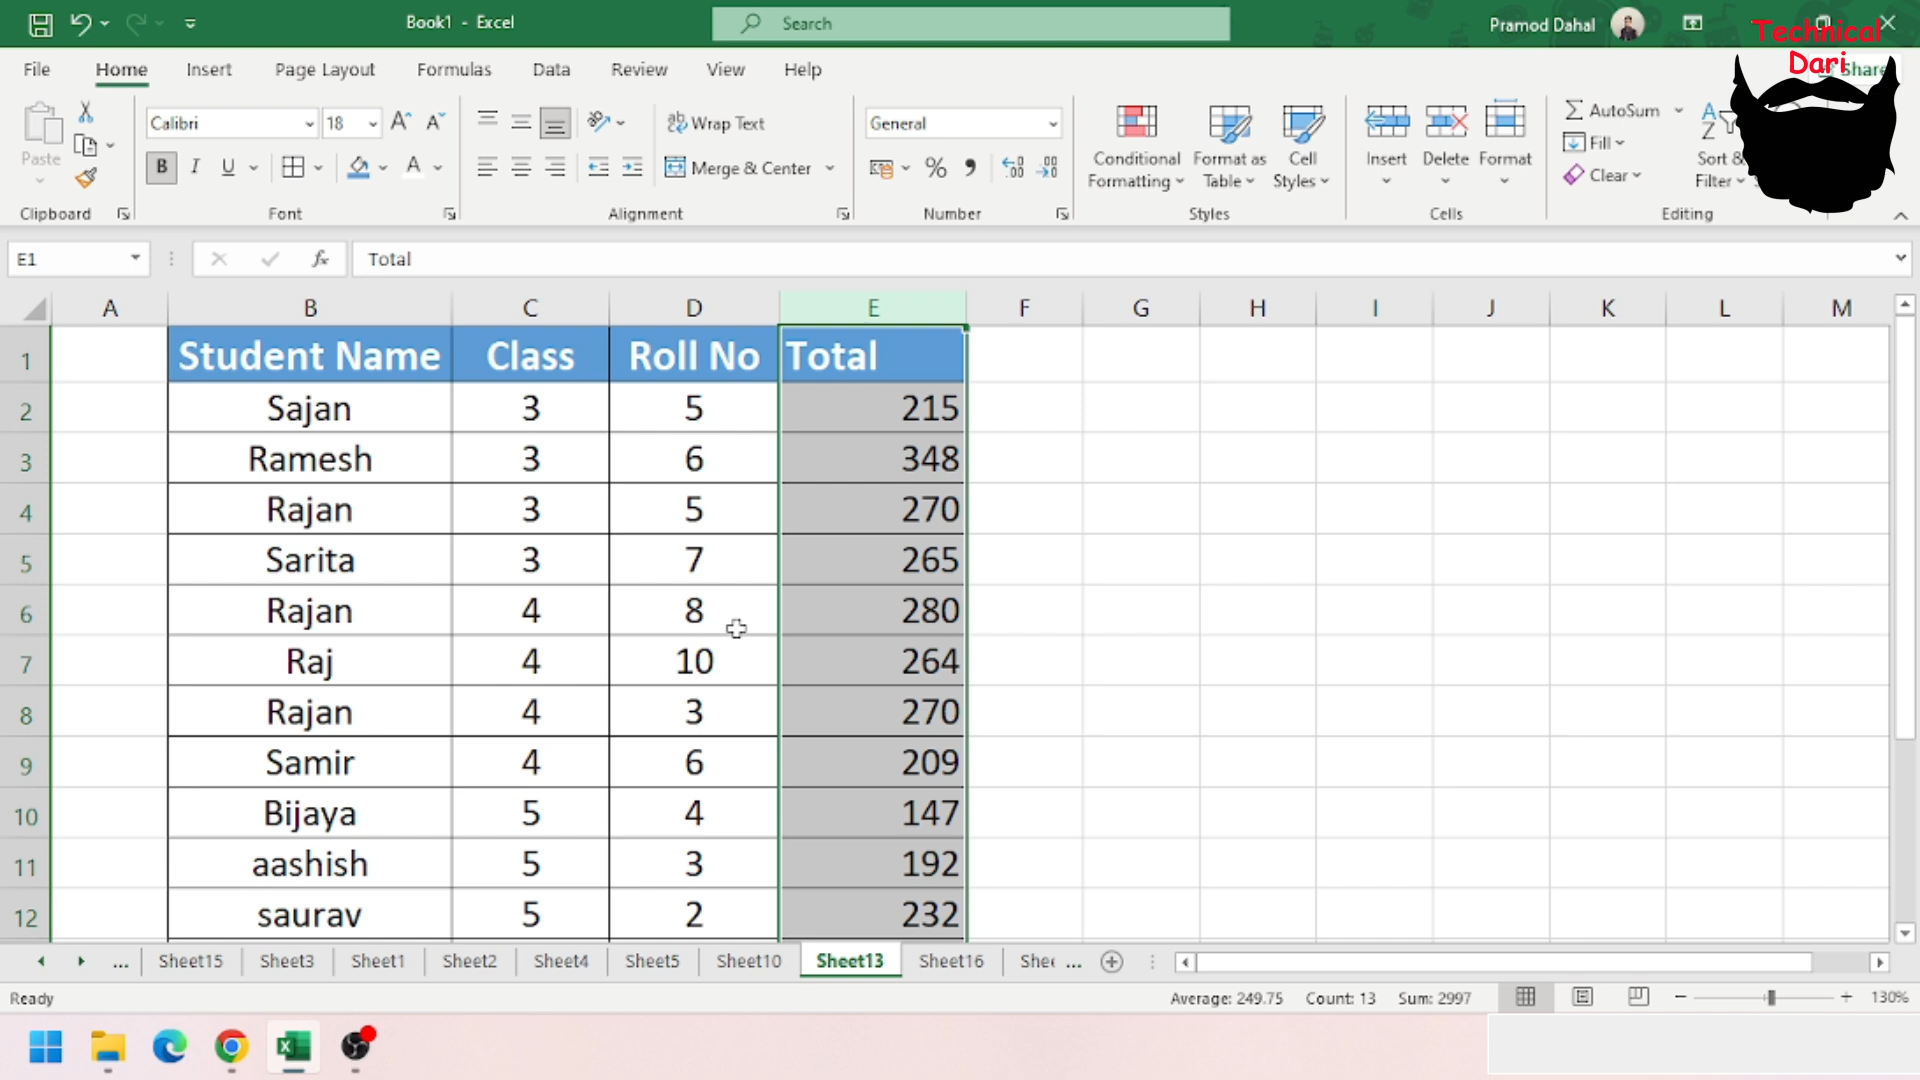 Book1 - Excel
Search
Pramod Dahal
Technical
Dari
File Home Insert Page Layout Formulas Data Review View Help
Share
Calibri 18
Wrap Text
General
AutoSum
Paste
Conditional Formatting
Format as Table
Cell Styles
Insert Delete Format
Fill
B I U
Merge & Center
Sort & Filter
Clear
Clipboard Font Alignment Number Styles Cells Editing
E1 fx Total
A B C D E F G H I J K L M
1 Student Name Class Roll No Total
2 Sajan 3 5 215
3 Ramesh 3 6 348
4 Rajan 3 5 270
5 Sarita 3 7 265
6 Rajan 4 8 280
7 Raj 4 10 264
8 Rajan 4 3 270
9 Samir 4 6 209
10 Bijaya 5 4 147
11 aashish 5 3 192
12 saurav 5 2 232
... Sheet15 Sheet3 Sheet1 Sheet2 Sheet4 Sheet5 Sheet10 Sheet13 Sheet16 ...
Ready Average: 249.75 Count: 13 Sum: 2997 130%